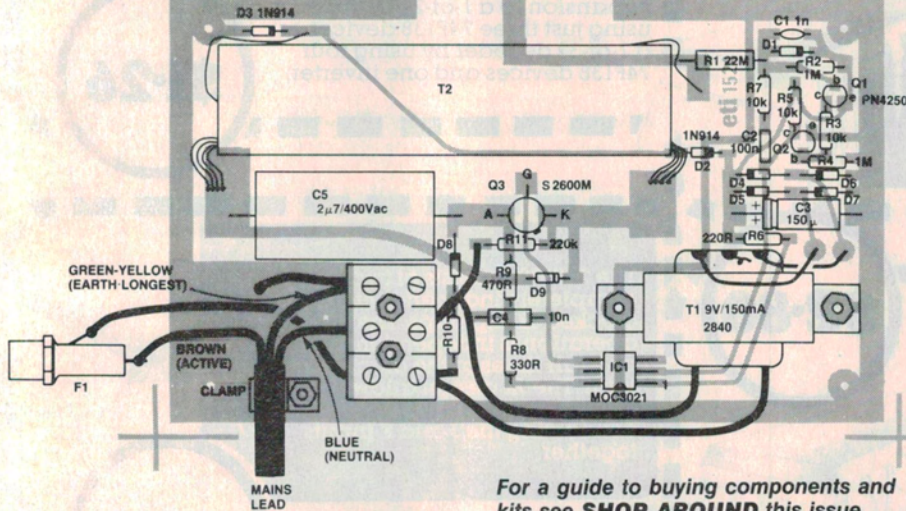 D3 1N914
T2
R1 22M
C1 1n
D1
R2
1M
Q1
PN4250
b
c
e
R7
10k
R5
10k
R3
10k
eti 152
C2
100n
Q2
c
e
b
R4
1M
1N914
D2
D4
D5
D6
D7
C3
150μ
220R
R6
C5
2μ7/400Vac
G
Q3
S 2600M
A
K
D8
R11
220k
R9
470R
D9
C4
10n
R10
R8
330R
T1 9V/150mA
2840
IC1
MOC3021
1
GREEN-YELLOW
(EARTH-LONGEST)
BROWN
(ACTIVE)
F1
CLAMP
BLUE
(NEUTRAL)
MAINS
LEAD
For a guide to buying components and
kits see SHOP AROUND this issue